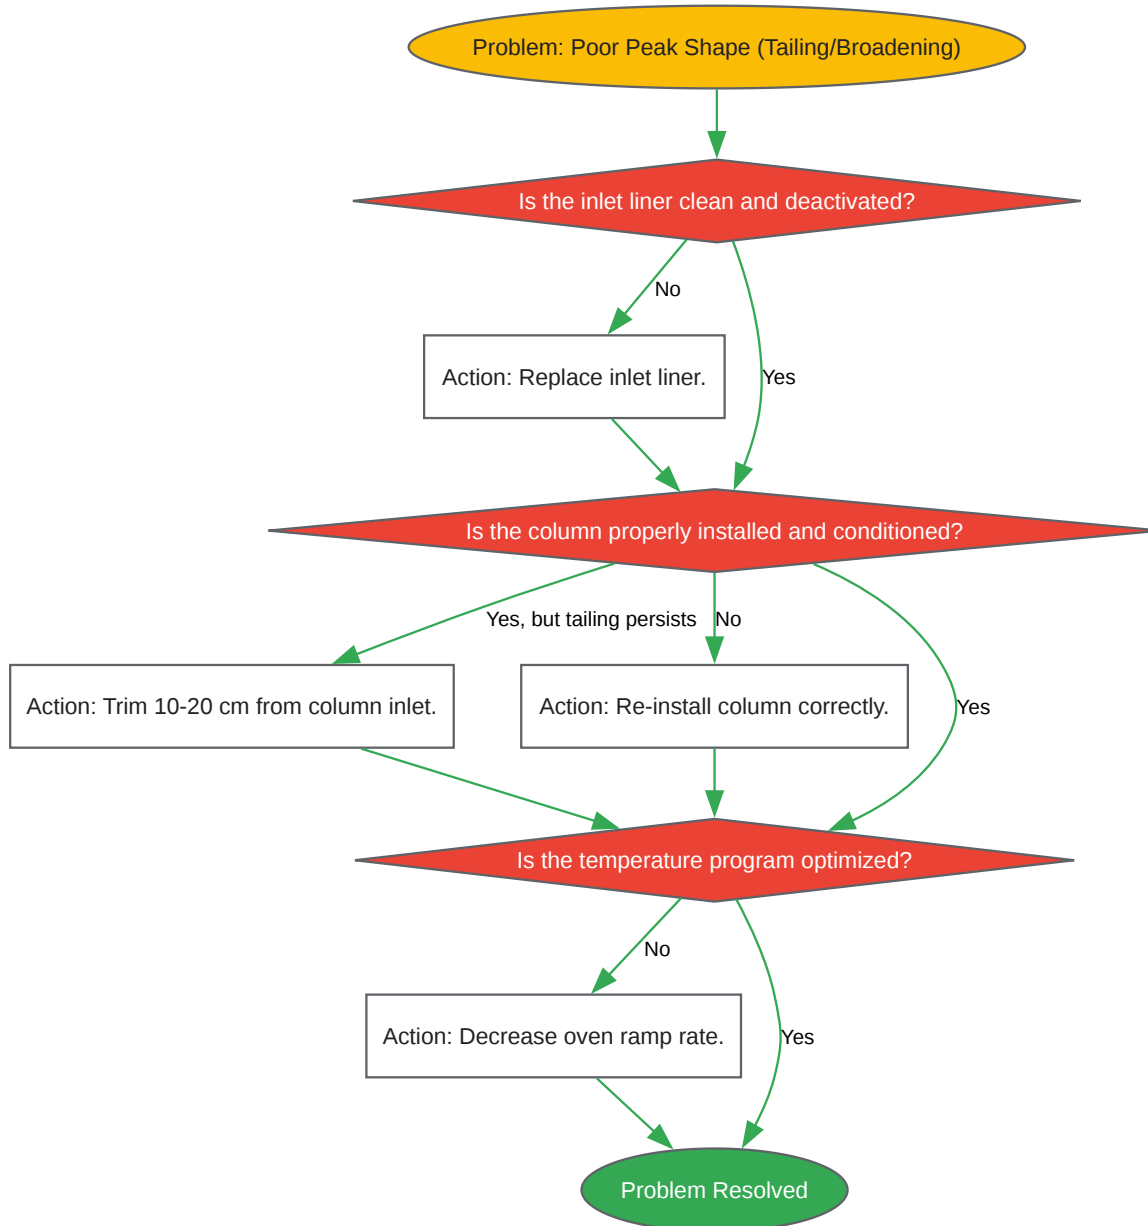 Problem: Poor Peak Shape (Tailing/Broadening)
Is the inlet liner clean and deactivated?
No
Action: Replace inlet liner.
Yes
Is the column properly installed and conditioned?
Yes, but tailing persists
No
Action: Trim 10-20 cm from column inlet.
Action: Re-install column correctly.
Yes
Is the temperature program optimized?
No
Action: Decrease oven ramp rate.
Yes
Problem Resolved